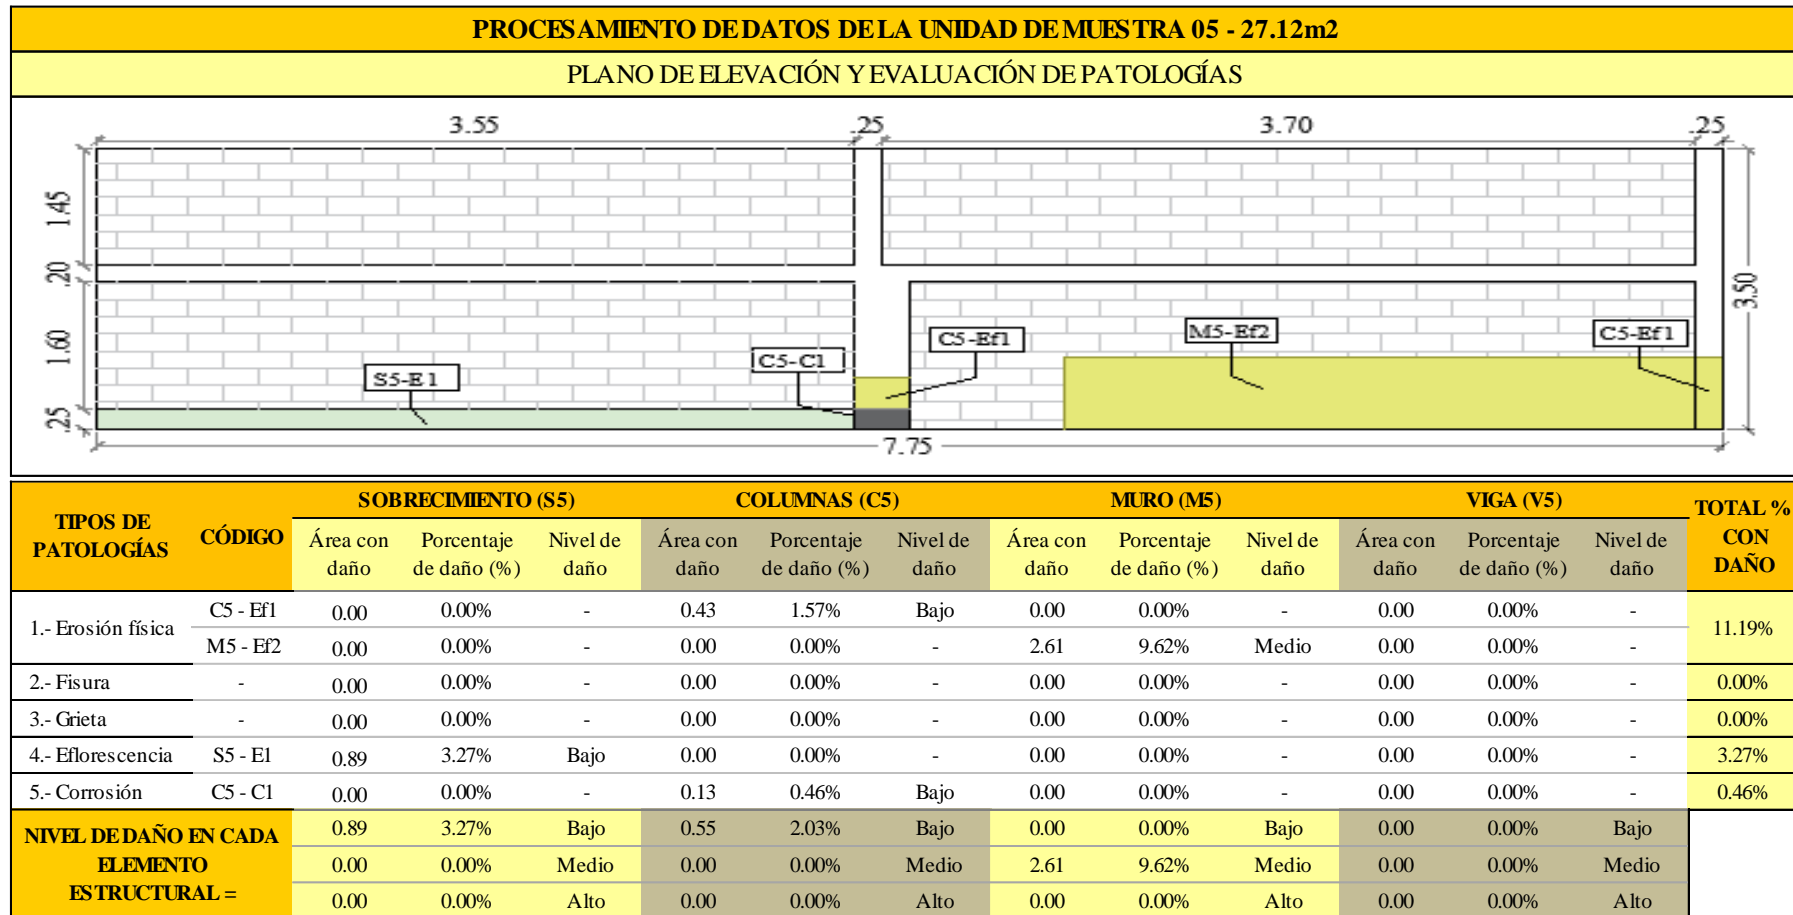 PROCESAMIENTO DE DATOS DE LA UNIDAD DE MUESTRA 05 - 27.12m2
PLANO DE ELEVACIÓN Y EVALUACIÓN DE PATOLOGÍAS
3.55 .25 3.70 .25
1.45
.20
1.60
.25
3.50
C5-Ef1 M5-Ef2 C5-Ef1
C5-C1
S5-E1
7.75
TIPOS DE PATOLOGÍAS CÓDIGO SOBRECIMIENTO (S5) COLUMNAS (C5) MURO (M5) VIGA (V5) TOTAL % CON DAÑO
Área con daño Porcentaje de daño (%) Nivel de daño Área con daño Porcentaje de daño (%) Nivel de daño Área con daño Porcentaje de daño (%) Nivel de daño Área con daño Porcentaje de daño (%) Nivel de daño
1.- Erosión física C5 - Ef1 0.00 0.00% - 0.43 1.57% Bajo 0.00 0.00% - 0.00 0.00% - 11.19%
M5 - Ef2 0.00 0.00% - 0.00 0.00% - 2.61 9.62% Medio 0.00 0.00% -
2.- Fisura - 0.00 0.00% - 0.00 0.00% - 0.00 0.00% - 0.00 0.00% - 0.00%
3.- Grieta - 0.00 0.00% - 0.00 0.00% - 0.00 0.00% - 0.00 0.00% - 0.00%
4.- Eflorescencia S5 - E1 0.89 3.27% Bajo 0.00 0.00% - 0.00 0.00% - 0.00 0.00% - 3.27%
5.- Corrosión C5 - C1 0.00 0.00% - 0.13 0.46% Bajo 0.00 0.00% - 0.00 0.00% - 0.46%
NIVEL DE DAÑO EN CADA 0.89 3.27% Bajo 0.55 2.03% Bajo 0.00 0.00% Bajo 0.00 0.00% Bajo
ELEMENTO 0.00 0.00% Medio 0.00 0.00% Medio 2.61 9.62% Medio 0.00 0.00% Medio
ESTRUCTURAL = 0.00 0.00% Alto 0.00 0.00% Alto 0.00 0.00% Alto 0.00 0.00% Alto